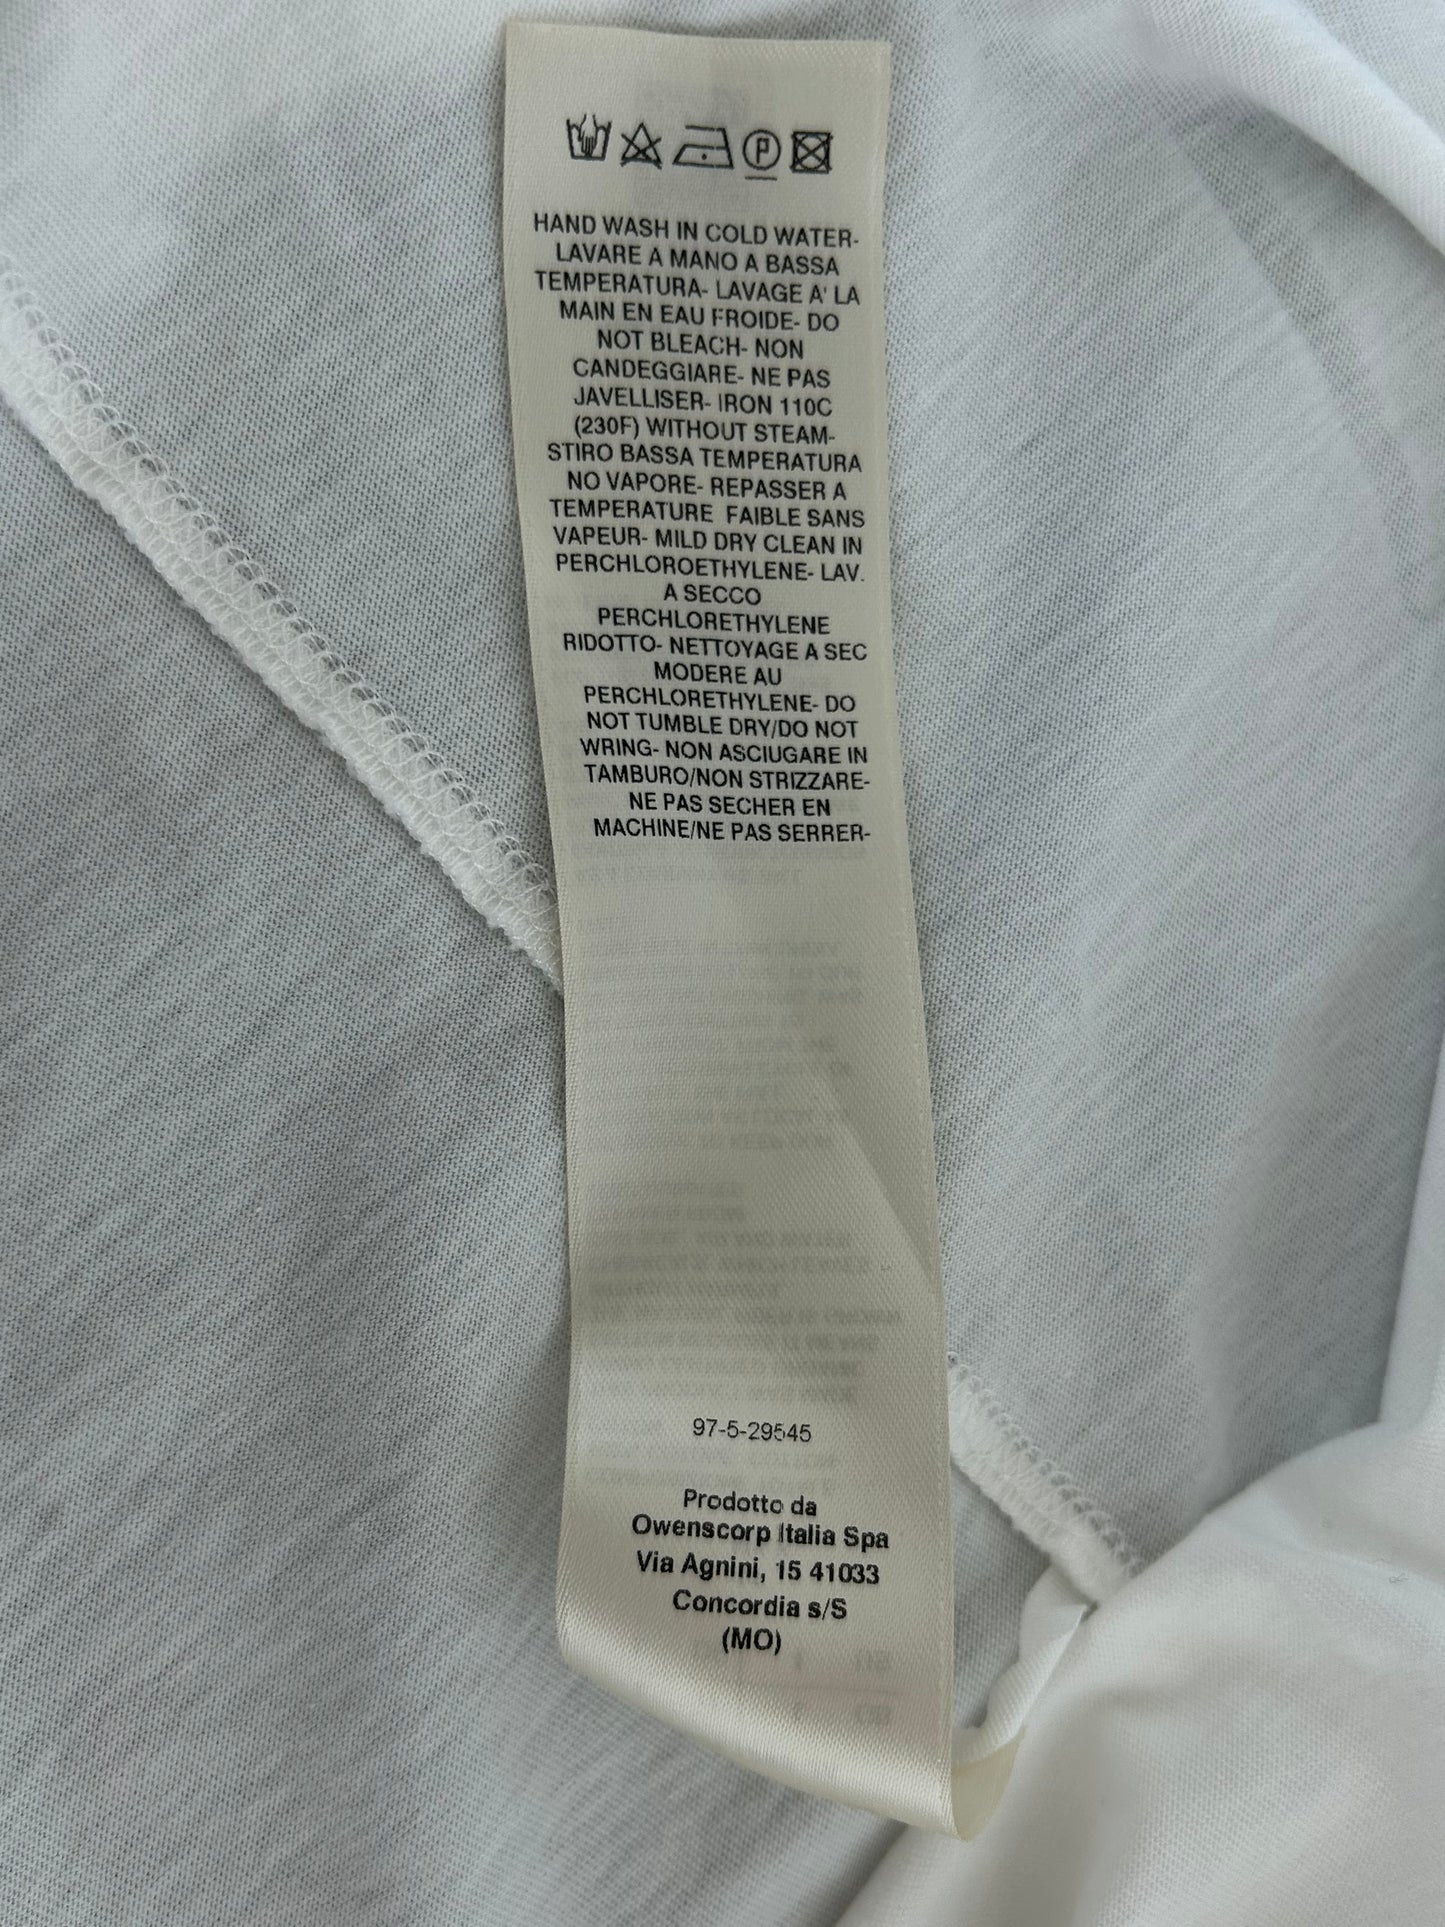 HAND WASH IN COLD WATER-
LAVARE A MANO A BASSA
TEMPERATURA- LAVAGE A' LA
MAIN EN EAU FROIDE- DO
NOT BLEACH- NON
CANDEGGIARE- NE PAS
JAVELLISER- IRON 110C
(230F) WITHOUT STEAM-
STIRO BASSA TEMPERATURA
NO VAPORE- REPASSER A
TEMPERATURE FAIBLE SANS
VAPEUR- MILD DRY CLEAN IN
PERCHLOROETHYLENE- LAV.
A SECCO
PERCHLORETHYLENE
RIDOTTO- NETTOYAGE A SEC
MODERE AU
PERCHLORETHYLENE- DO
NOT TUMBLE DRY/DO NOT
WRING- NON ASCIUGARE IN
TAMBURO/NON STRIZZARE-
NE PAS SECHER EN
MACHINE/NE PAS SERRER-
97-5-29545
Prodotto da
Owenscorp Italia Spa
Via Agnini, 15 41033
Concordia s/S
(MO)